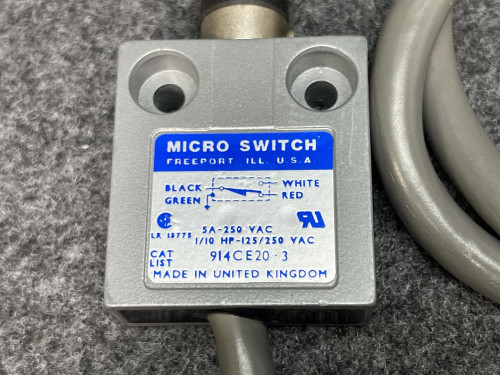 MICRO SWITCH
FREEPORT, ILL. U.S.A.
BLACK WHITE
GREEN RED
LR 15775 5A-250 VAC
1/10 HP-125/250 VAC
CAT LIST 914CE20-3
MADE IN UNITED KINGDOM